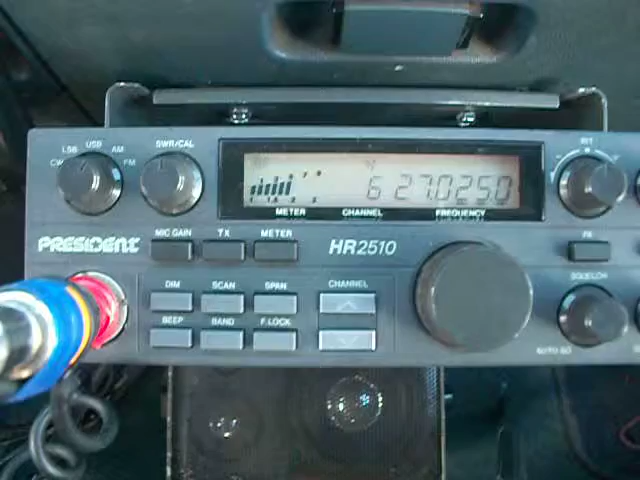 LSB USB AM
CW FM
SWR/CAL
RIT
6 27.0250
METER CHANNEL FREQUENCY
PRESIDENT
MIC GAIN TX METER
HR2510
PA
DIM SCAN SPAN
CHANNEL
SQUELCH
BEEP BAND F.LOCK
AUTO SQ